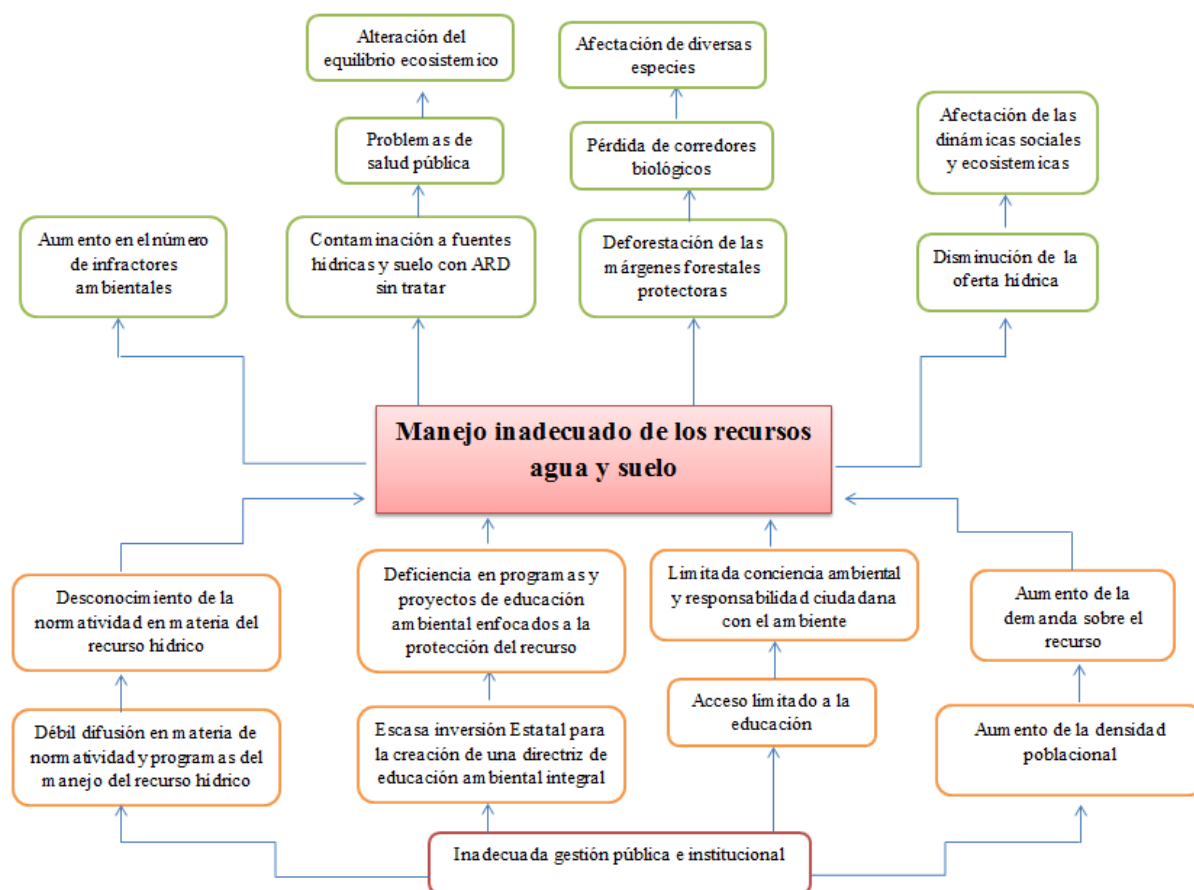 Alteración del
equilibrio ecosistemico
Afectación de diversas
especies
Afectación de las
dinámicas sociales
y ecosistemicas
Problemas de
salud pública
Pérdida de corredores
biológicos
Aumento en el número
de infractores
ambientales
Contaminación a fuentes
hídricas y suelo con ARD
sin tratar
Deforestación de las
márgenes forestales
protectoras
Disminución de la
oferta hídrica
Manejo inadecuado de los recursos
agua y suelo
Desconocimiento de la
normatividad en materia del
recurso hídrico
Deficiencia en programas y
proyectos de educación
ambiental enfocados a la
protección del recurso
Limitada conciencia ambiental
y responsabilidad ciudadana
con el ambiente
Aumento de la
demanda sobre el
recurso
Débil difusión en materia de
normatividad y programas del
manejo del recurso hídrico
Escasa inversión Estatal para
la creación de una directriz de
educación ambiental integral
Acceso limitado a la
educación
Aumento de la densidad
poblacional
Inadecuada gestión pública e institucional